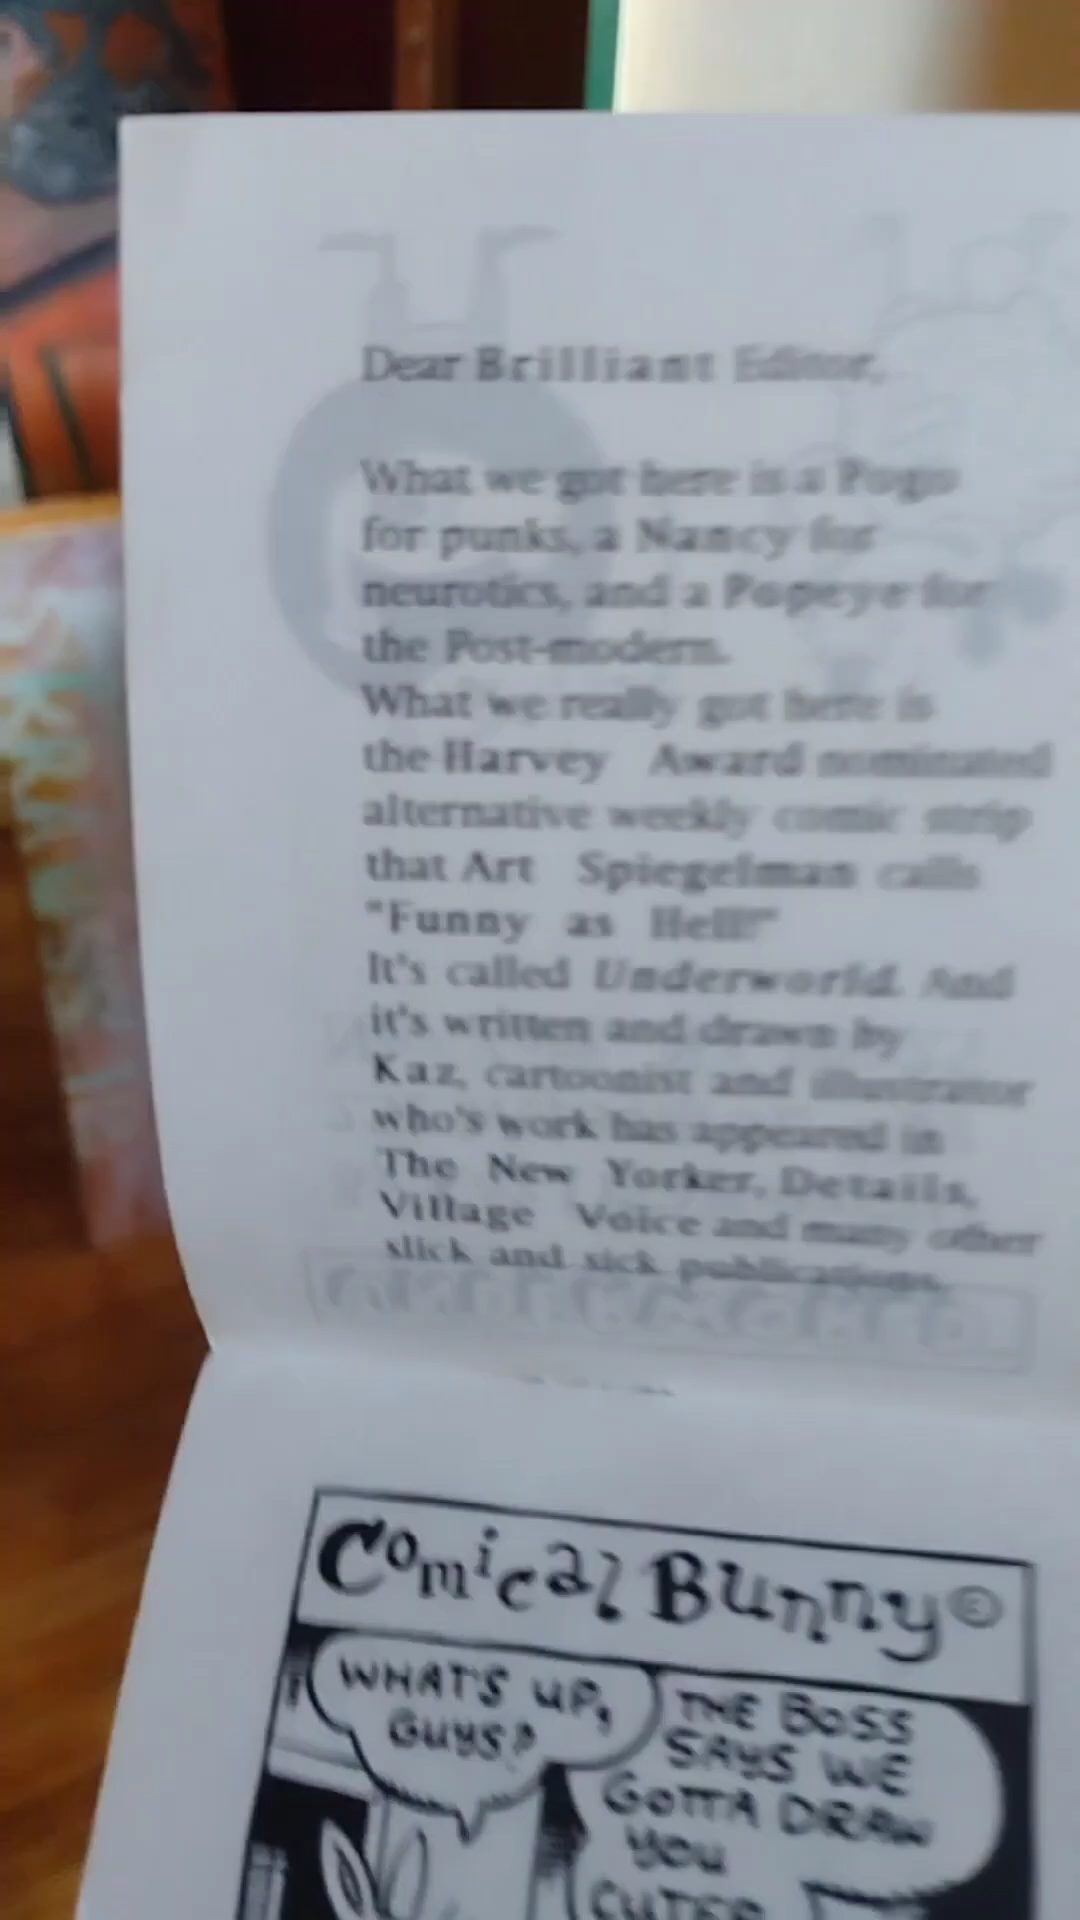 Dear Brilliant Editor,
What we got here is a Pogo
for punks, a Nancy for
neurotics, and a Popeye for
the Post-modern.
What we really got here is
the Harvey Award nominated
alternative weekly comic strip
that Art Spiegelman calls
"Funny as Hell!"
It's called Underworld. And
it's written and drawn by
Kaz, cartoonist and illustrator
who's work has appeared in
The New Yorker, Details,
Village Voice and many other
slick and sick publications.
Comical Bunny©
WHAT'S UP,
GUYS?
THE BOSS
SAYS WE
GOTTA DRAW
YOU
CUTER